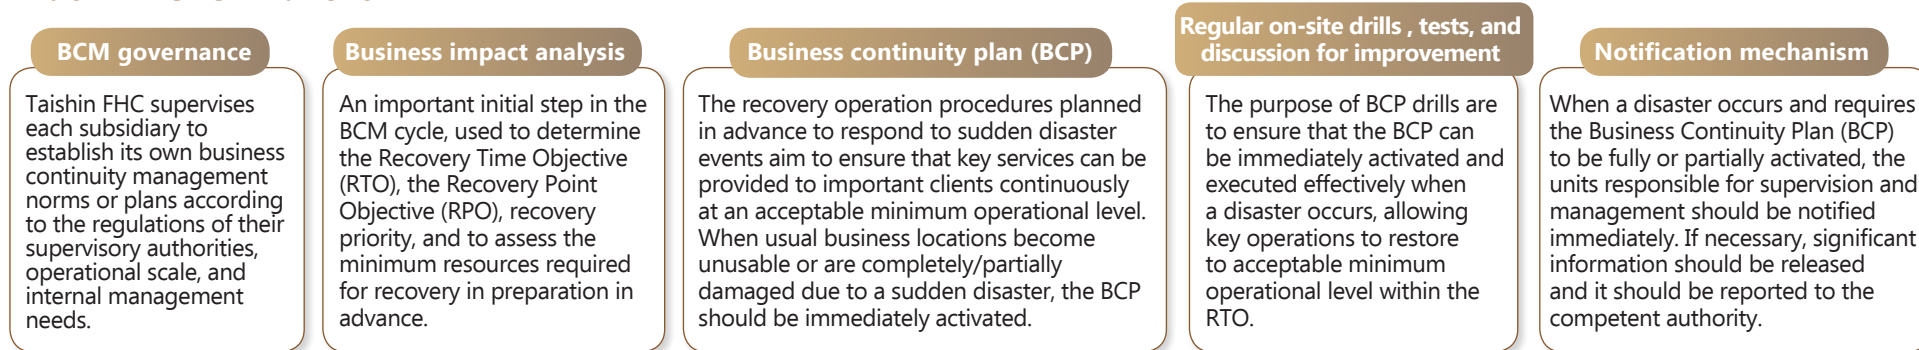 BCM governance
Taishin FHC supervises
each subsidiary to
establish its own business
continuity management
norms or plans according
to the regulations of their
supervisory authorities,
operational scale, and
internal management
needs.
Business impact analysis
An important initial step in the
BCM cycle, used to determine
the Recovery Time Objective
(RTO), the Recovery Point
Objective (RPO), recovery
priority, and to assess the
minimum resources required
for recovery in preparation in
advance.
Business continuity plan (BCP)
The recovery operation procedures planned
in advance to respond to sudden disaster
events aim to ensure that key services can be
provided to important clients continuously
at an acceptable minimum operational level.
When usual business locations become
unusable or are completely/partially
damaged due to a sudden disaster, the BCP
should be immediately activated.
Regular on-site drills , tests, and
discussion for improvement
The purpose of BCP drills are
to ensure that the BCP can
be immediately activated and
executed effectively when
a disaster occurs, allowing
key operations to restore
to acceptable minimum
operational level within the
RTO.
Notification mechanism
When a disaster occurs and requires
the Business Continuity Plan (BCP)
to be fully or partially activated, the
units responsible for supervision and
management should be notified
immediately. If necessary, significant
information should be released
and it should be reported to the
competent authority.